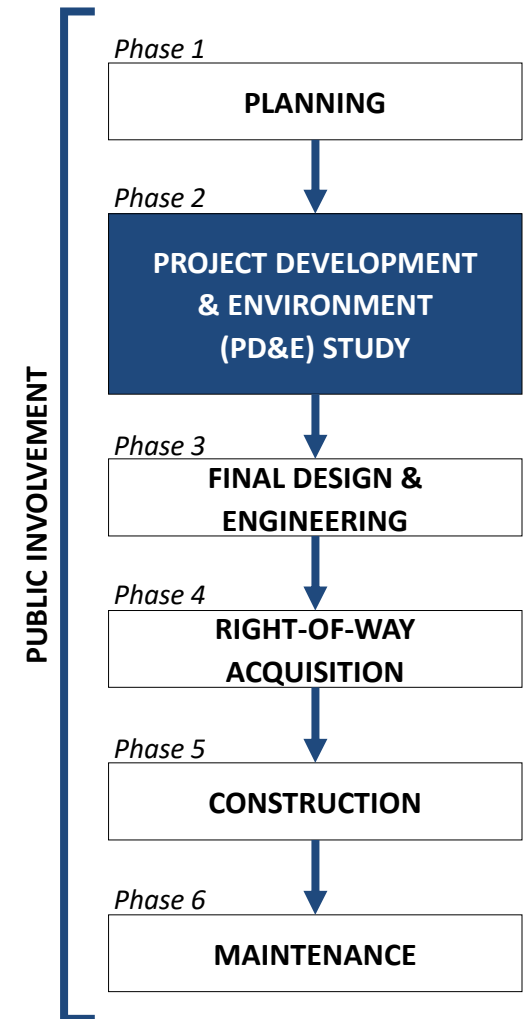 PUBLIC INVOLVEMENT
Phase 1
PLANNING
Phase 2
PROJECT DEVELOPMENT
& ENVIRONMENT
(PD&E) STUDY
Phase 3
FINAL DESIGN &
ENGINEERING
Phase 4
RIGHT-OF-WAY
ACQUISITION
Phase 5
CONSTRUCTION
Phase 6
MAINTENANCE